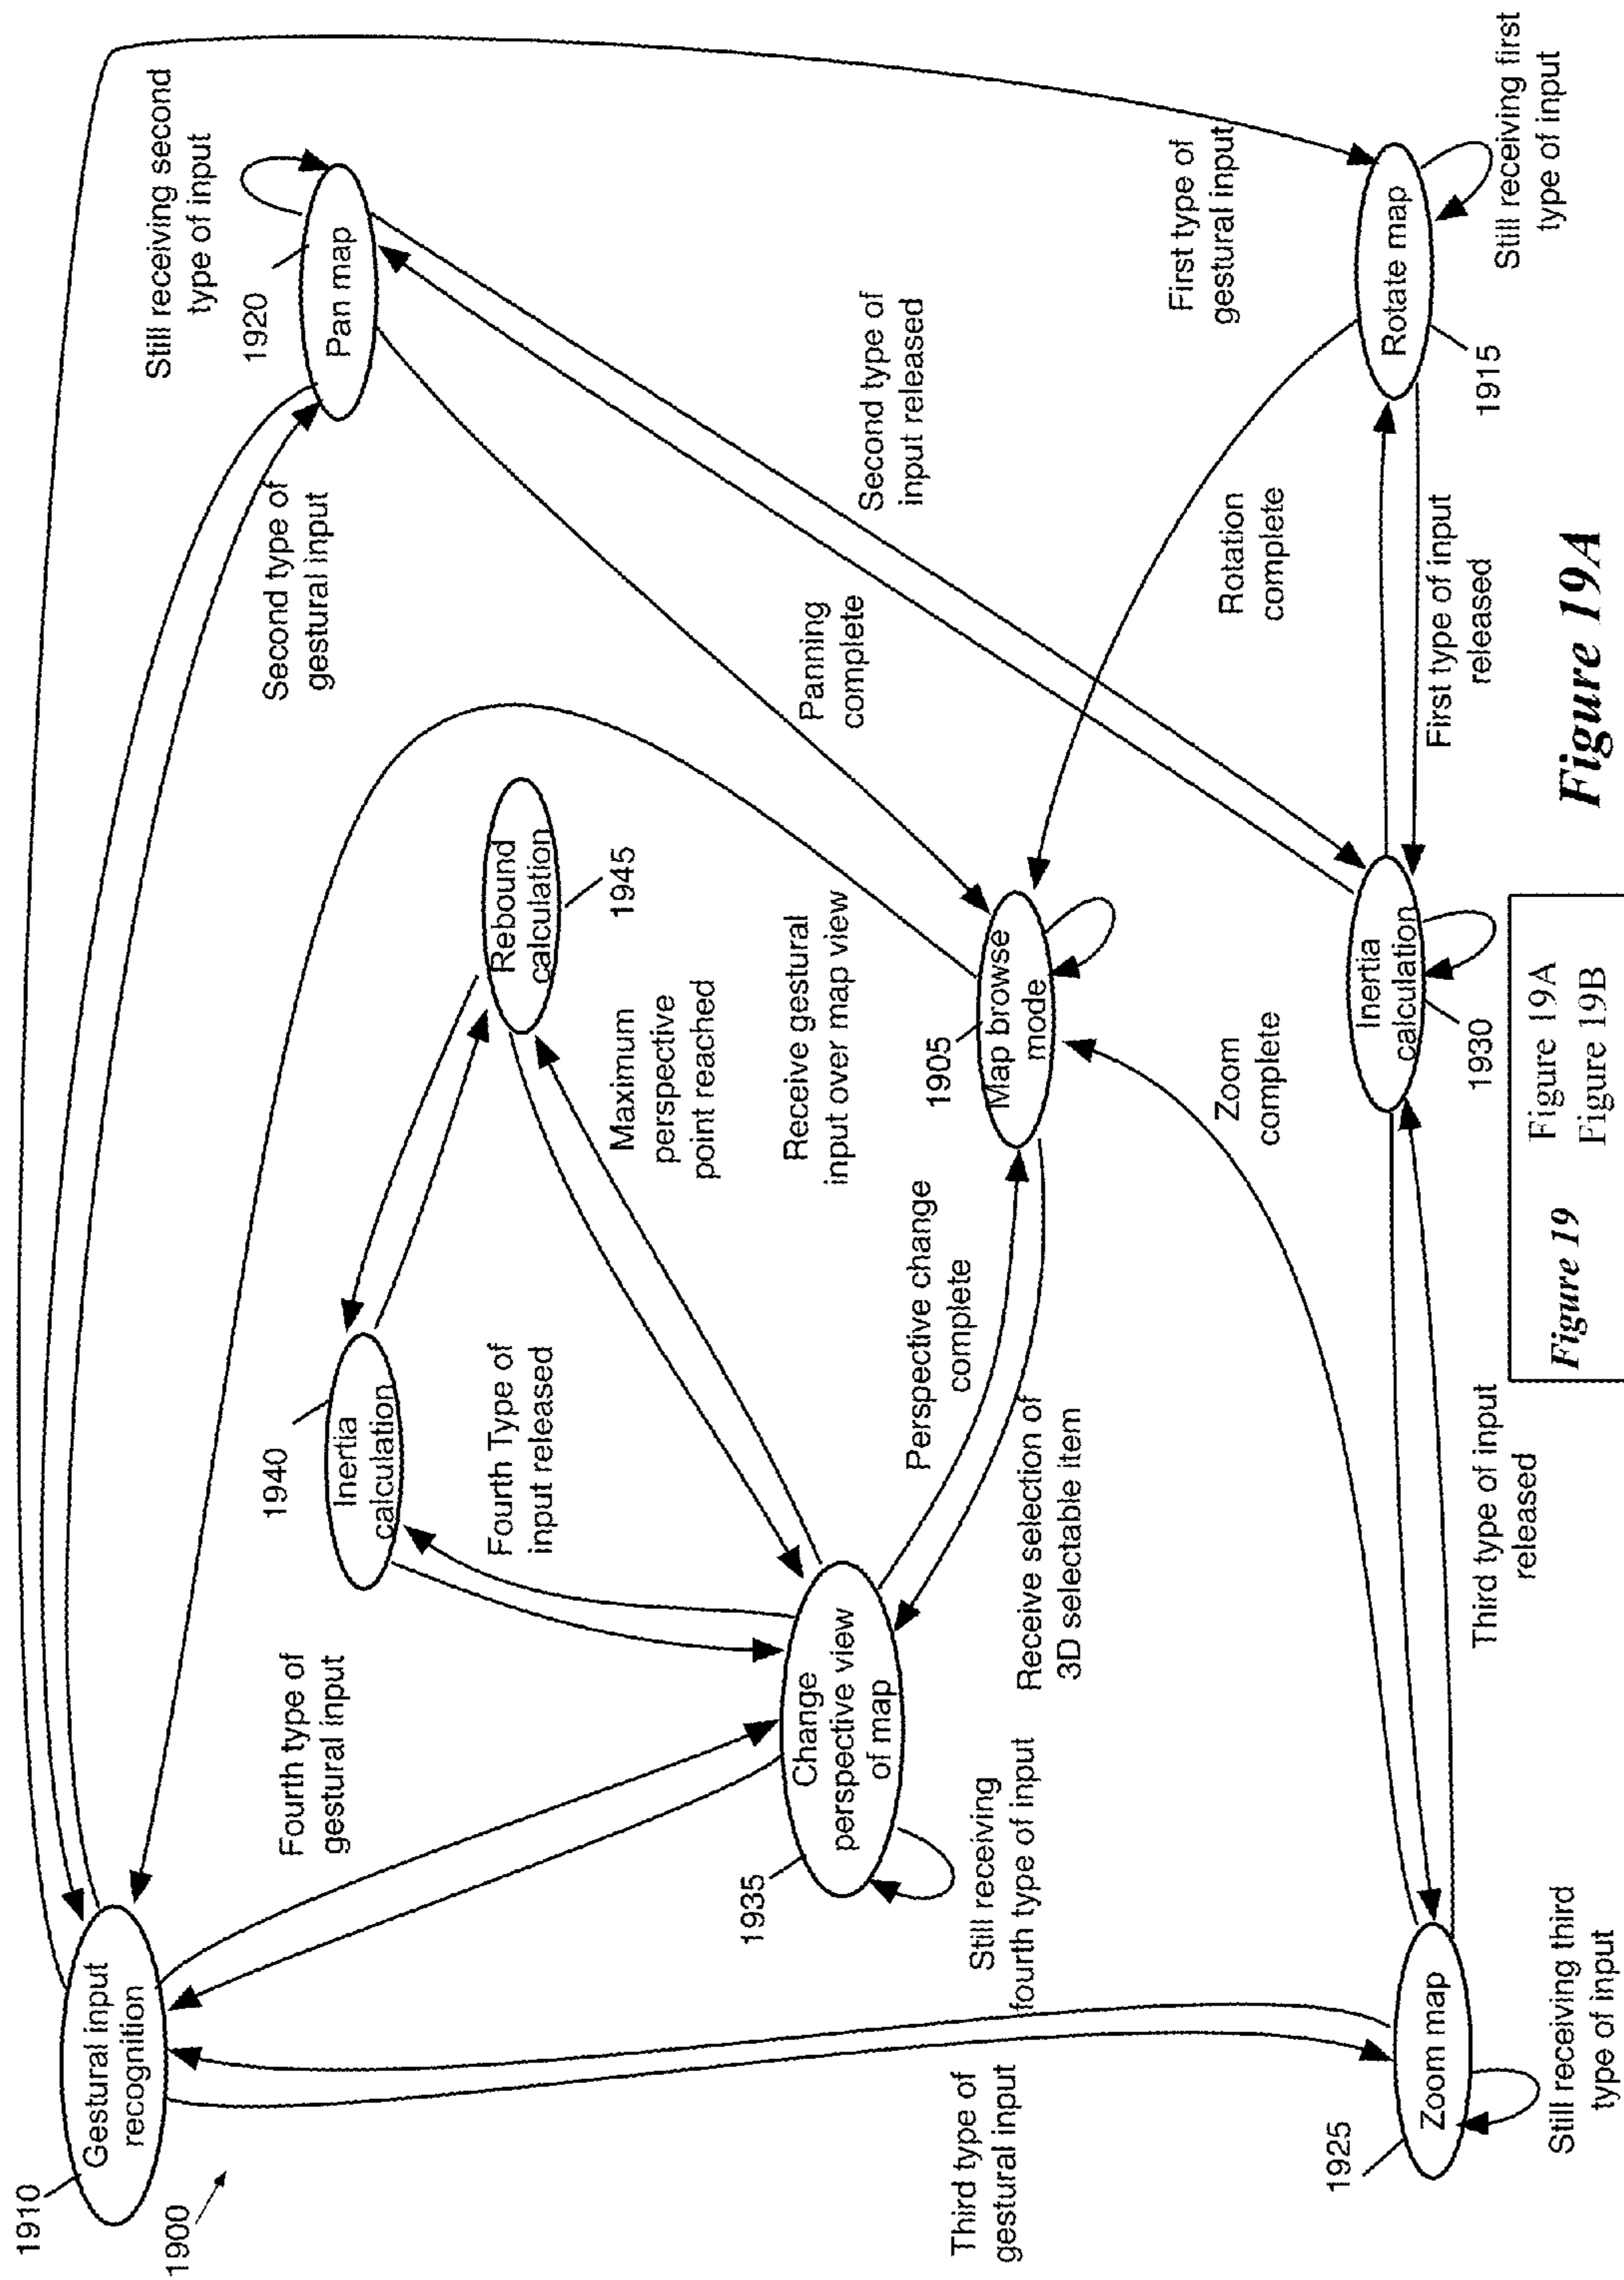 1910
1900
Gestural input
recognition
Fourth type of
gestural input
1940
Inertia
calculation
Second type of
gestural input
Still receiving second
type of input
1920
Pan map
Fourth Type of
input released
Rebound
calculation
1945
Maximum
perspective
point reached
1935
Change
perspective view
of map
Receive gestural
input over map view
Panning
complete
Second type of
input released
Perspective change
complete
1905
Map browse
mode
Still receiving
fourth type of input
Receive selection of
3D selectable item
Third type of
gestural input
Zoom
complete
Rotation
complete
First type of
gestural input
1925
Zoom map
Still receiving third
type of input
Third type of input
released
Inertia
calculation
1930
First type of input
released
Rotate map
1915
Still receiving first
type of input
Figure 19
Figure 19A
Figure 19B
Figure 19A